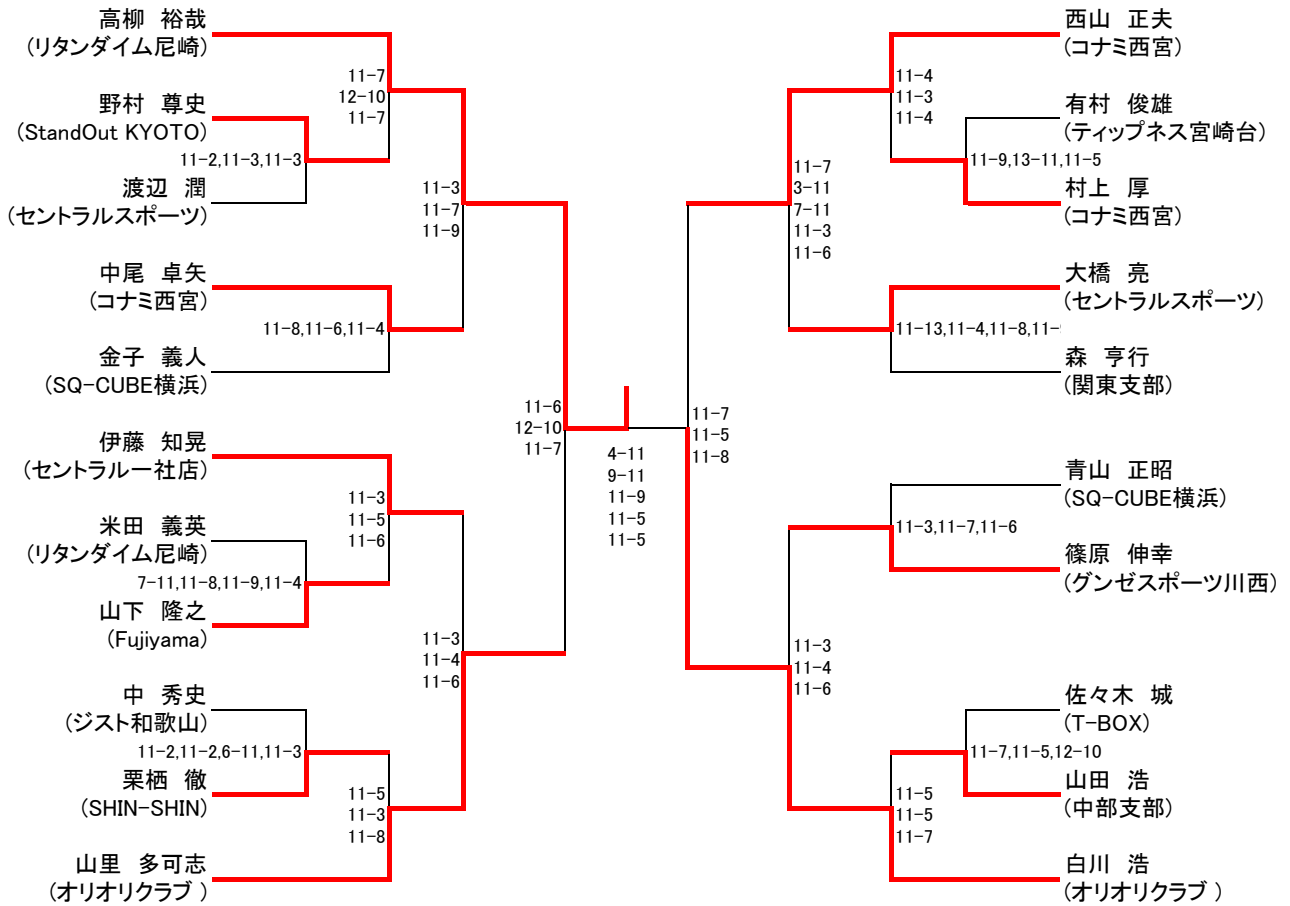 高柳 裕哉
(リタンダイム尼崎)
11-7
12-10
11-7
野村 尊史
(StandOut KYOTO)
11-2,11-3,11-3
渡辺 潤
(セントラルスポーツ)
11-3
11-7
11-9
中尾 卓矢
(コナミ西宮)
11-8,11-6,11-4
金子 義人
(SQ-CUBE横浜)
11-6
12-10
11-7
伊藤 知晃
(セントラル一社店)
11-3
11-5
11-6
米田 義英
(リタンダイム尼崎)
7-11,11-8,11-9,11-4
山下 隆之
(Fujiyama)
11-3
11-4
11-6
中 秀史
(ジスト和歌山)
11-2,11-2,6-11,11-3
栗栖 徹
(SHIN-SHIN)
11-5
11-3
11-8
山里 多可志
(オリオリクラブ )
4-11
9-11
11-9
11-5
11-5
西山 正夫
(コナミ西宮)
11-4
11-3
11-4
有村 俊雄
(ティップネス宮崎台)
11-9,13-11,11-5
村上 厚
(コナミ西宮)
11-7
3-11
7-11
11-3
11-6
大橋 亮
(セントラルスポーツ)
11-13,11-4,11-8,11-
森 亨行
(関東支部)
11-7
11-5
11-8
青山 正昭
(SQ-CUBE横浜)
11-3,11-7,11-6
篠原 伸幸
(グンゼスポーツ川西)
11-3
11-4
11-6
佐々木 城
(T-BOX)
11-7,11-5,12-10
山田 浩
(中部支部)
11-5
11-5
11-7
白川 浩
(オリオリクラブ )